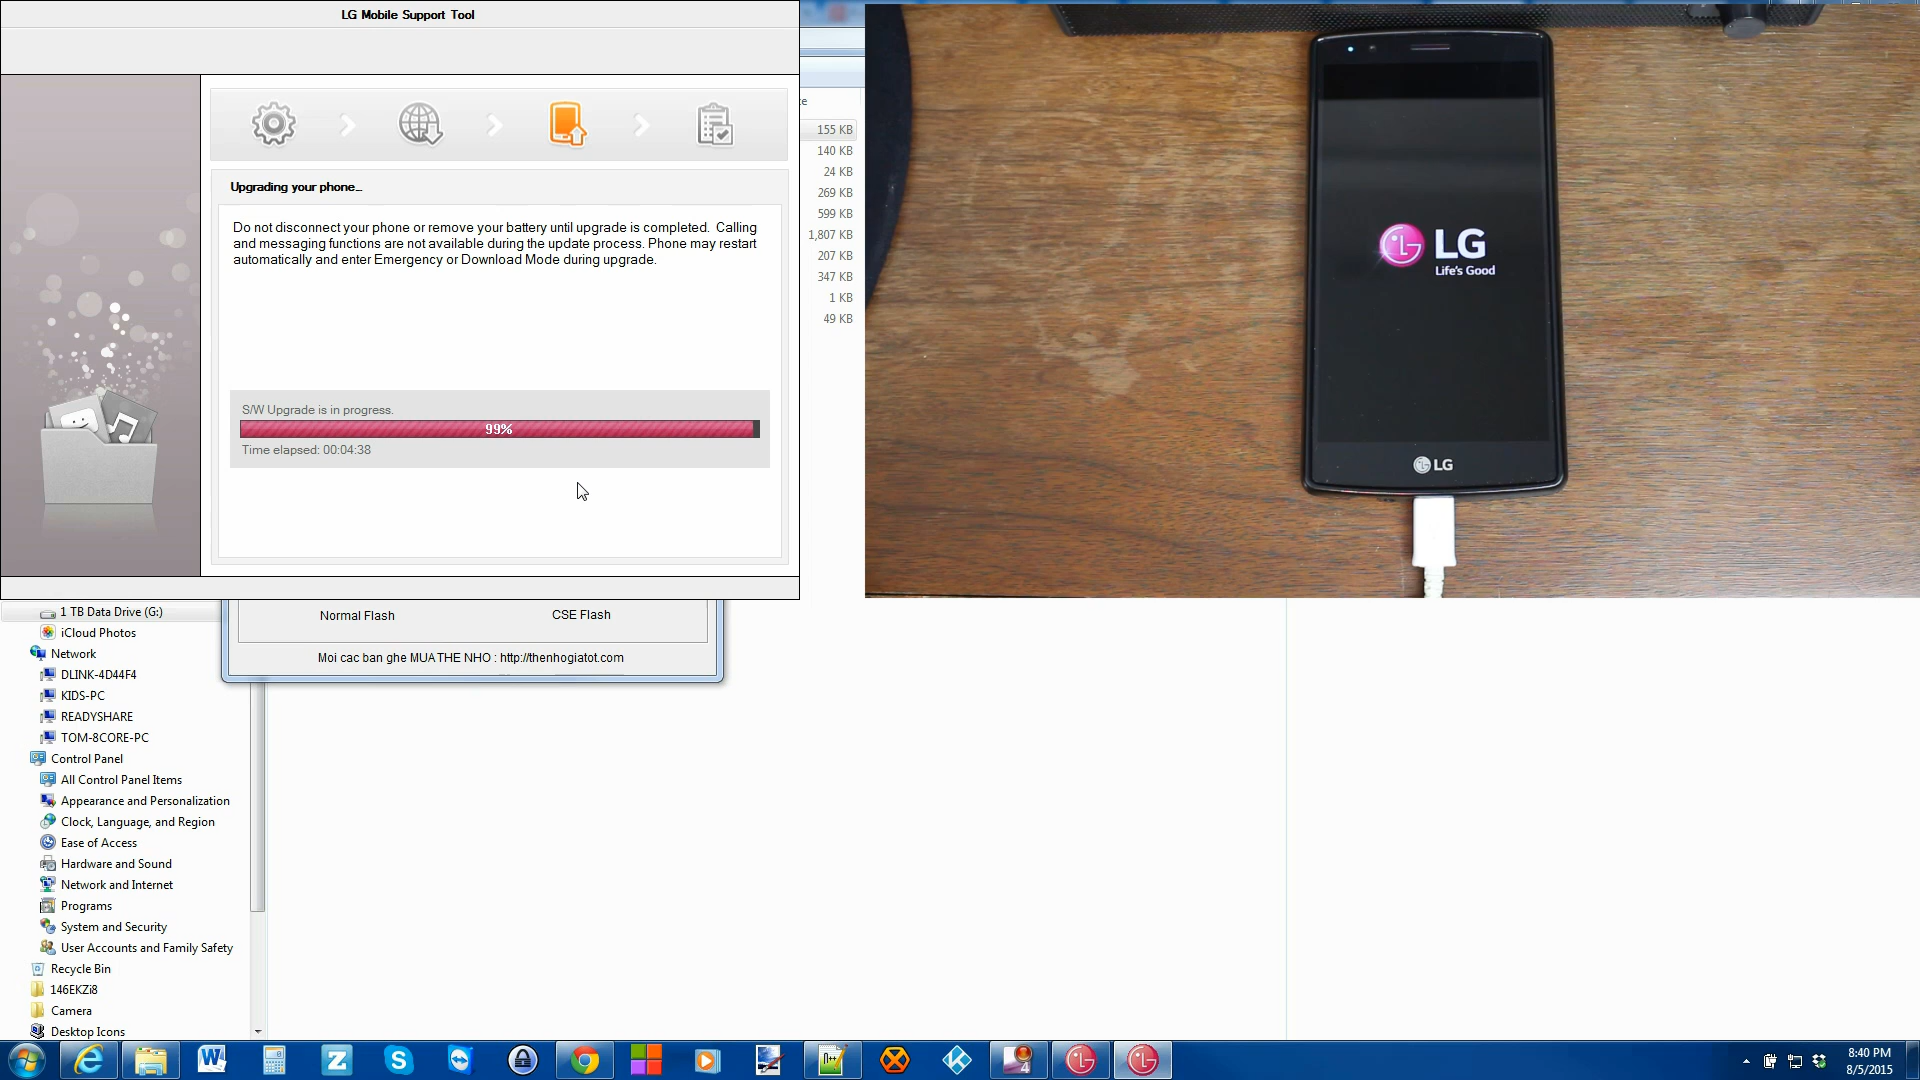 LG Mobile Support Tool
Upgrading your phone...
Do not disconnect your phone or remove your battery until upgrade is completed. Calling
and messaging functions are not available during the update process. Phone may restart
automatically and enter Emergency or Download Mode during upgrade.
S/W Upgrade is in progress.
99%
Time elapsed: 00:04:38
155 KB
140 KB
24 KB
269 KB
599 KB
1,807 KB
207 KB
347 KB
1 KB
49 KB
LG
Life's Good
LG
Normal Flash
CSE Flash
Moi cac ban ghe MUA THE NHO : http://thenhogiatot.com
1 TB Data Drive (G:)
iCloud Photos
Network
DLINK-4D44F4
KIDS-PC
READYSHARE
TOM-8CORE-PC
Control Panel
All Control Panel Items
Appearance and Personalization
Clock, Language, and Region
Ease of Access
Hardware and Sound
Network and Internet
Programs
System and Security
User Accounts and Family Safety
Recycle Bin
146EKZi8
Camera
Desktop Icons
4
8:40 PM
8/5/2015